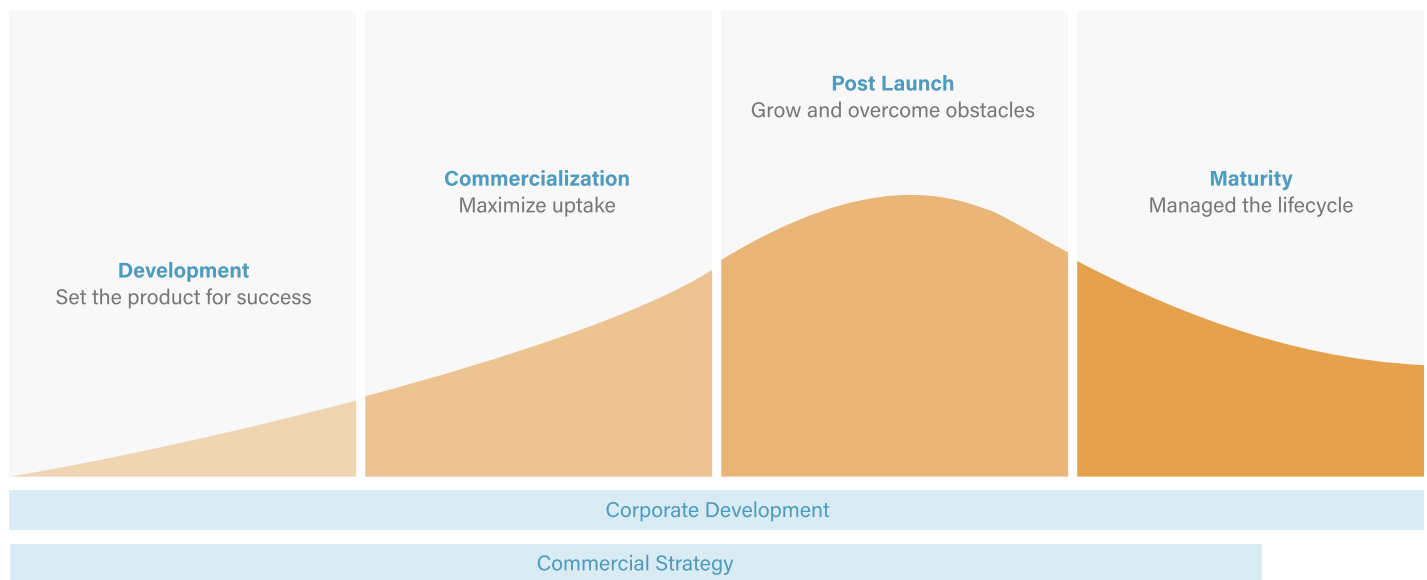 Development
Set the product for success
Commercialization
Maximize uptake
Post Launch
Grow and overcome obstacles
Maturity
Managed the lifecycle
Corporate Development
Commercial Strategy